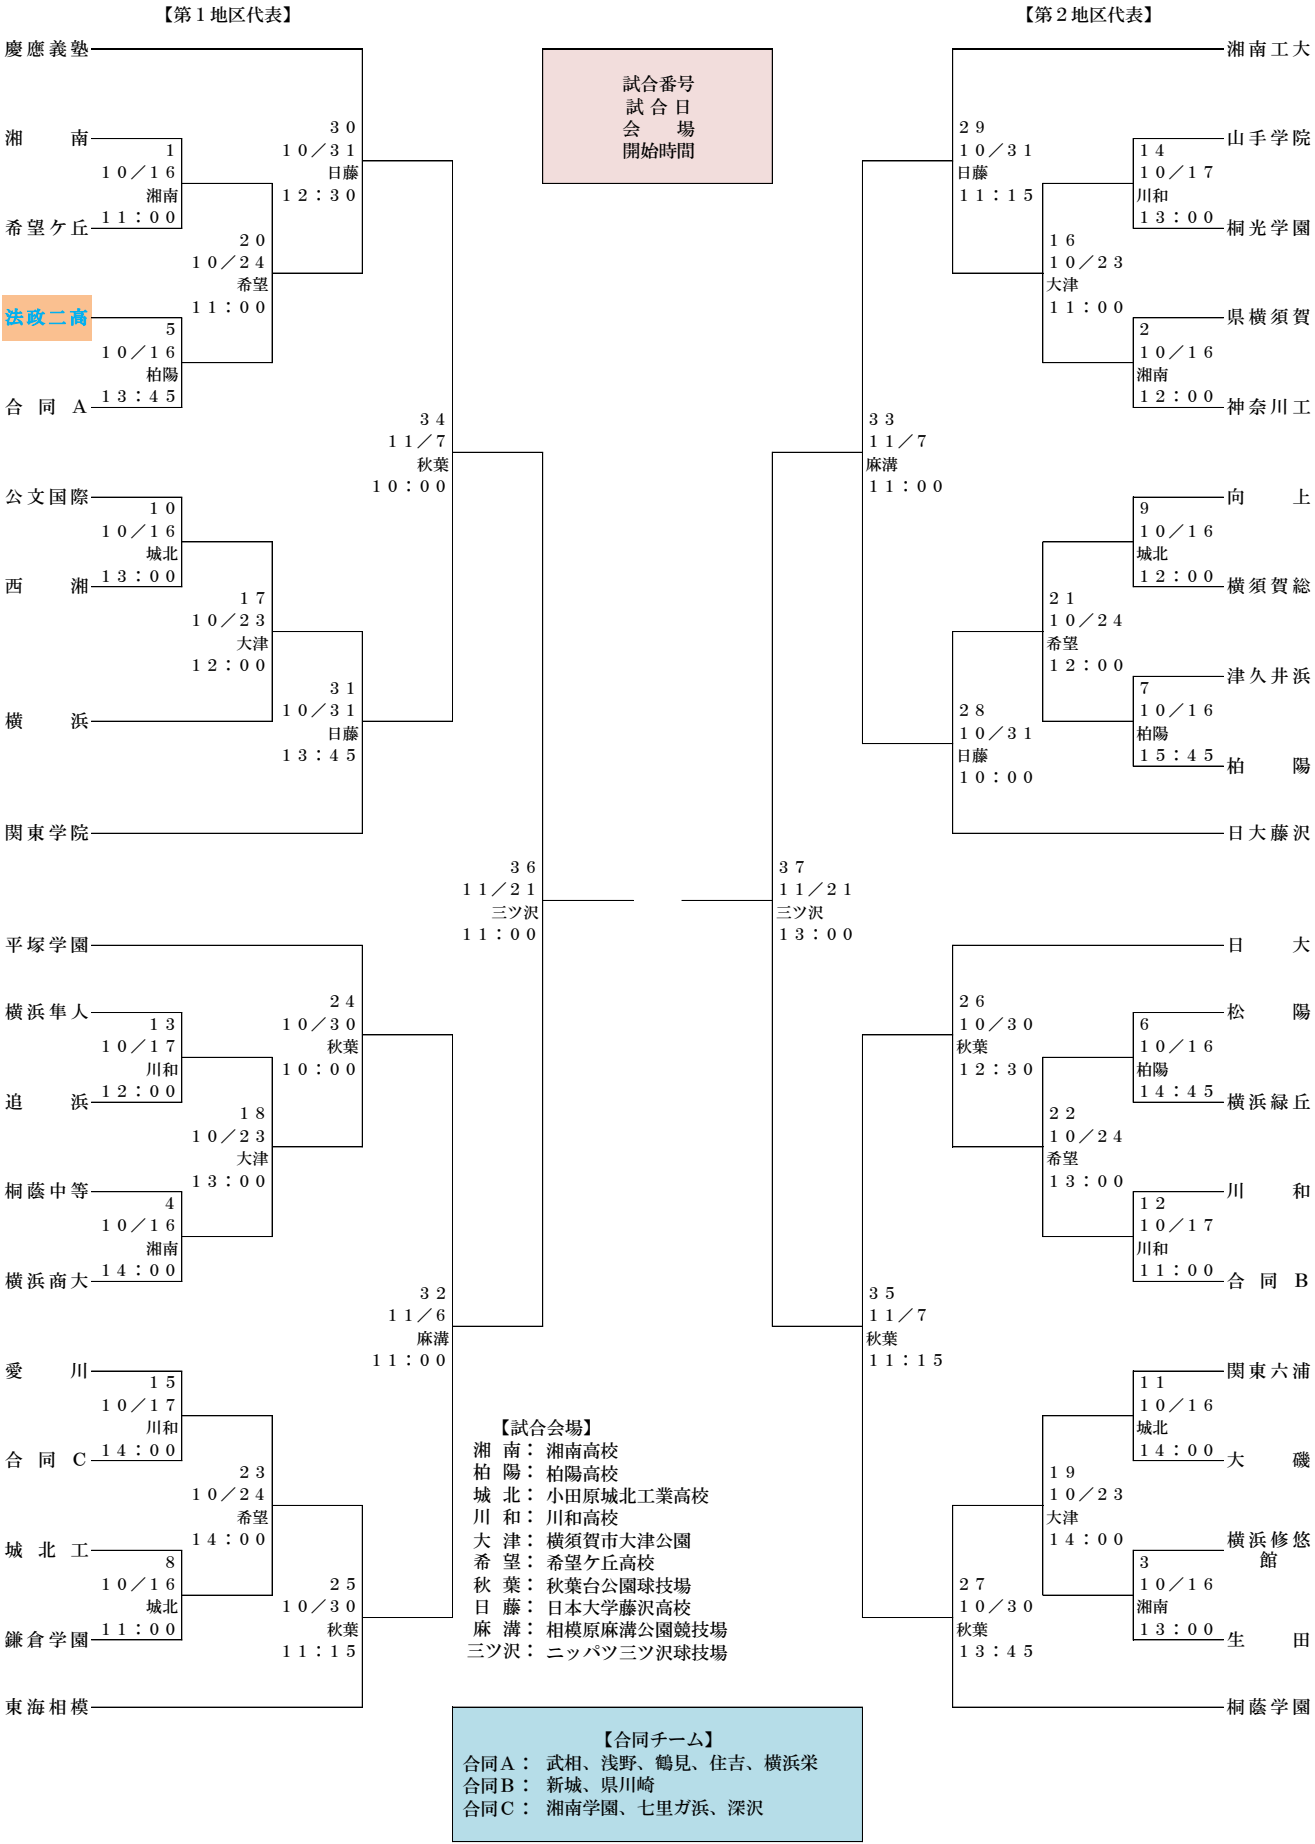 【第１地区代表】
慶應義塾
湘南
希望ケ丘
法政二高
合同A
公文国際
西湘
横浜
関東学院
平塚学園
横浜隼人
追浜
桐蔭中等
横浜商大
愛川
合同C
城北工
鎌倉学園
東海相模
1
10／16
湘南
11：00
5
10／16
柏陽
13：45
10
10／16
城北
13：00
13
10／17
川和
12：00
4
10／16
湘南
14：00
15
10／17
川和
14：00
8
10／16
城北
11：00
20
10／24
希望
11：00
17
10／23
大津
12：00
18
10／23
大津
13：00
23
10／24
希望
14：00
30
10／31
日藤
12：30
31
10／31
日藤
13：45
24
10／30
秋葉
10：00
25
10／30
秋葉
11：15
34
11／7
秋葉
10：00
32
11／6
麻溝
11：00
36
11／21
三ツ沢
11：00
試合番号
試合日
会場
開始時間
37
11／21
三ツ沢
13：00
33
11／7
麻溝
11：00
35
11／7
秋葉
11：15
29
10／31
日藤
11：15
28
10／31
日藤
10：00
26
10／30
秋葉
12：30
27
10／30
秋葉
13：45
16
10／23
大津
11：00
21
10／24
希望
12：00
22
10／24
希望
13：00
19
10／23
大津
14：00
14
10／17
川和
13：00
2
10／16
湘南
12：00
9
10／16
城北
12：00
7
10／16
柏陽
15：45
6
10／16
柏陽
14：45
12
10／17
川和
11：00
11
10／16
城北
14：00
3
10／16
湘南
13：00
【第２地区代表】
湘南工大
山手学院
桐光学園
県横須賀
神奈川工
向上
横須賀総
津久井浜
柏陽
日大藤沢
日大
松陽
横浜緑丘
川和
合同B
関東六浦
大磯
横浜修悠
館
生田
桐蔭学園
【試合会場】
湘南： 湘南高校
柏陽： 柏陽高校
城北： 小田原城北工業高校
川和： 川和高校
大津： 横須賀市大津公園
希望： 希望ケ丘高校
秋葉： 秋葉台公園球技場
日藤： 日本大学藤沢高校
麻溝： 相模原麻溝公園競技場
三ツ沢： ニッパツ三ツ沢球技場
【合同チーム】
合同A： 武相、浅野、鶴見、住吉、横浜栄
合同B： 新城、県川崎
合同C： 湘南学園、七里ガ浜、深沢